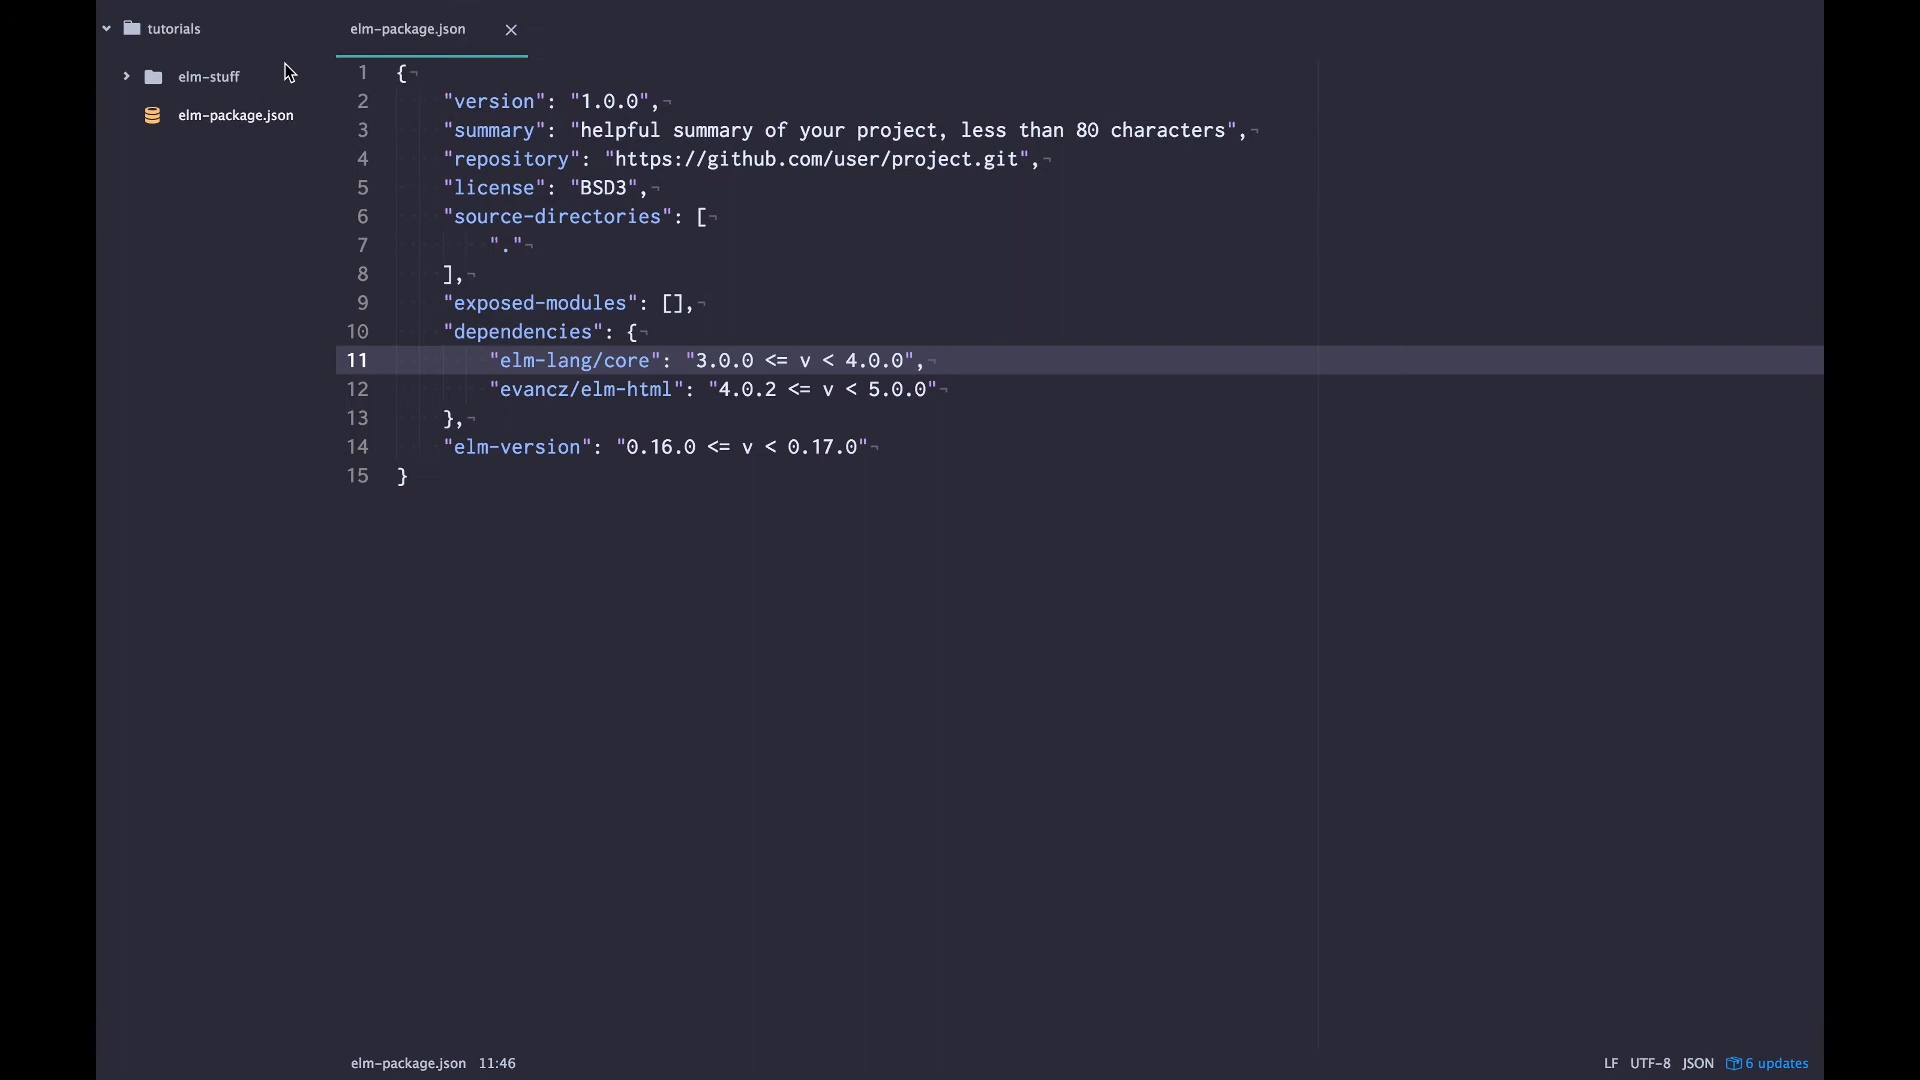 tutorials
elm-stuff
elm-package.json
elm-package.json
1 {¬
2 "version": "1.0.0",¬
3 "summary": "helpful summary of your project, less than 80 characters",¬
4 "repository": "https://github.com/user/project.git",¬
5 "license": "BSD3",¬
6 "source-directories": [¬
7 "."¬
8 ],¬
9 "exposed-modules": [],¬
10 "dependencies": {¬
11 "elm-lang/core": "3.0.0 <= v < 4.0.0",¬
12 "evancz/elm-html": "4.0.2 <= v < 5.0.0"¬
13 },¬
14 "elm-version": "0.16.0 <= v < 0.17.0"¬
15 }
elm-package.json 11:46
LF UTF-8 JSON 6 updates